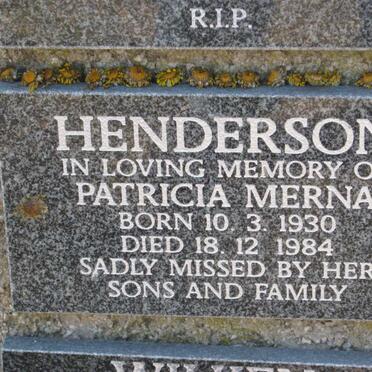 R.I.P.
HENDERSON
IN LOVING MEMORY O
PATRICIA MERNA
BORN 10. 3. 1930
DIED 18. 12 1984
SADLY MISSED BY HER
SONS AND FAMILY